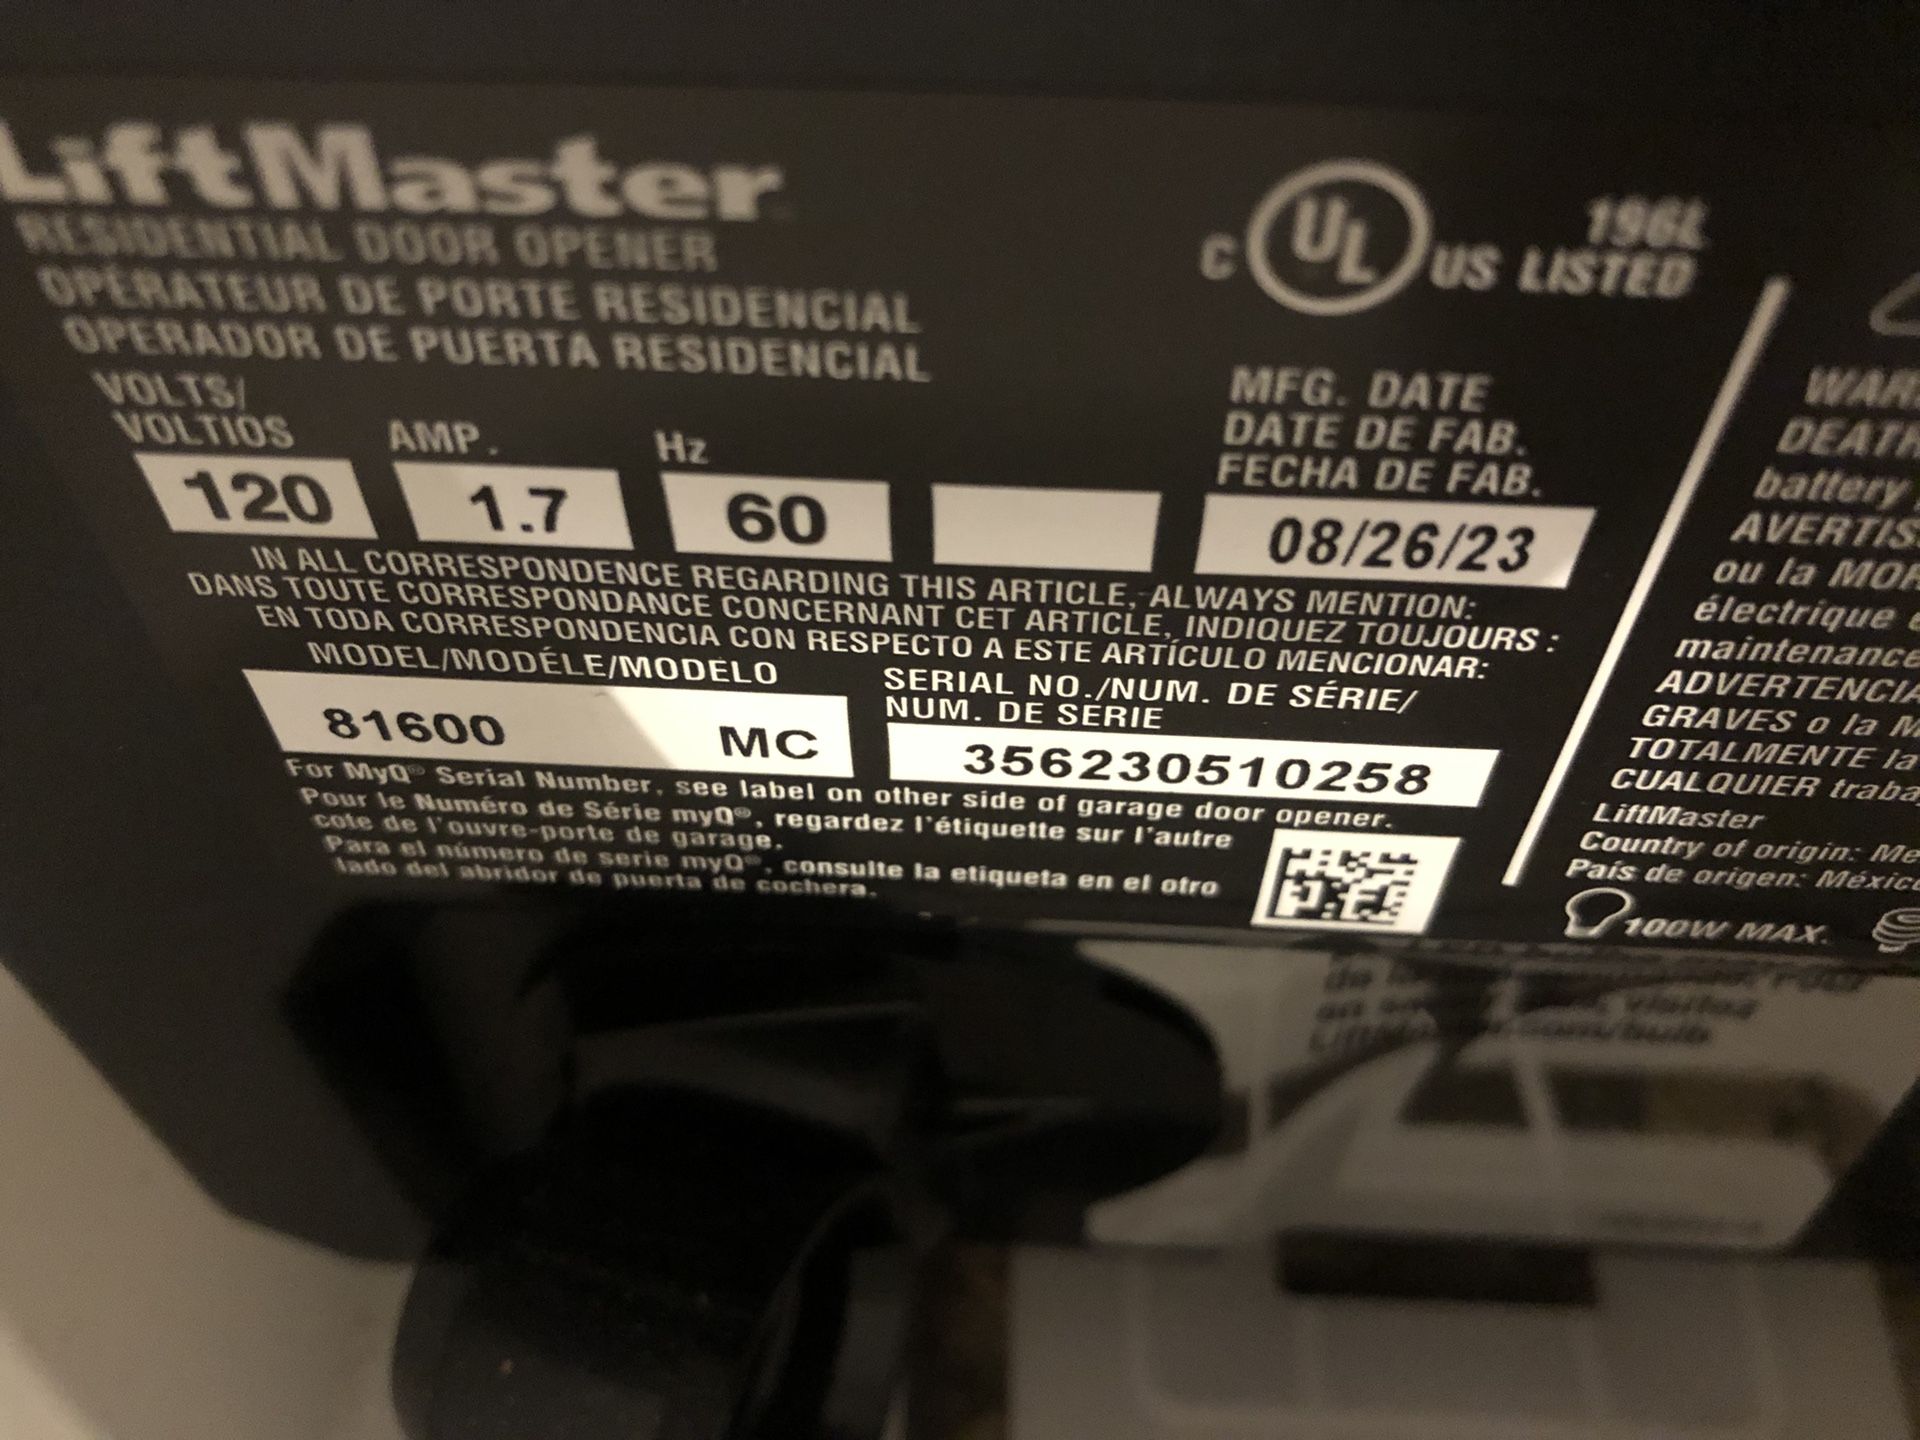 LiftMaster
RESIDENTIAL DOOR OPENER
OPÉRATEUR DE PORTE RESIDENCIAL
OPERADOR DE PUERTA RESIDENCIAL
C UL US LISTED
196L
VOLTS/
VOLTIOS
AMP.
Hz
120
1.7
60
MFG. DATE
DATE DE FAB.
FECHA DE FAB.
08/26/23
IN ALL CORRESPONDENCE REGARDING THIS ARTICLE, ALWAYS MENTION:
DANS TOUTE CORRESPONDANCE CONCERNANT CET ARTICLE, INDIQUEZ TOUJOURS :
EN TODA CORRESPONDENCIA CON RESPECTO A ESTE ARTÍCULO MENCIONAR:
MODEL/MODÉLE/MODELO
81600 MC
SERIAL NO./NUM. DE SÉRIE/
NUM. DE SERIE
356230510258
For MyQ® Serial Number, see label on other side of garage door opener.
Pour le Numéro de Série myQ®, regardez l'étiquette sur l'autre
cote de l'ouvre-porte de garage.
Para el número de serie myQ®, consulte la etiqueta en el otro
lado del abridor de puerta de cochera.
WAR
DEATH
battery
AVERTIS
ou la MOR
électrique e
maintenance
ADVERTENCIA
GRAVES o la M
TOTALMENTE la
CUALQUIER traba
LiftMaster
Country of origin: Me
País de origen: México
100W MAX.
visitez
LiftMaster.com/bulb